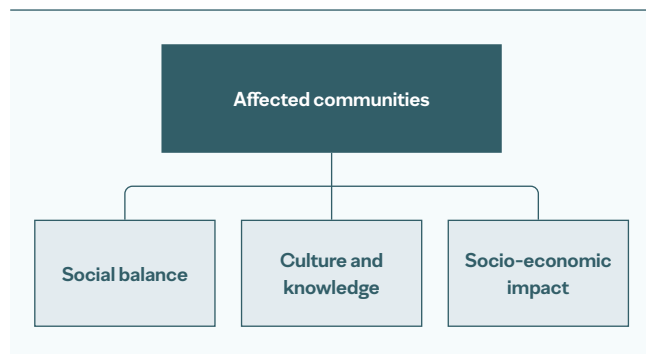 Affected communities
Social balance
Culture and
knowledge
Socio-economic
impact